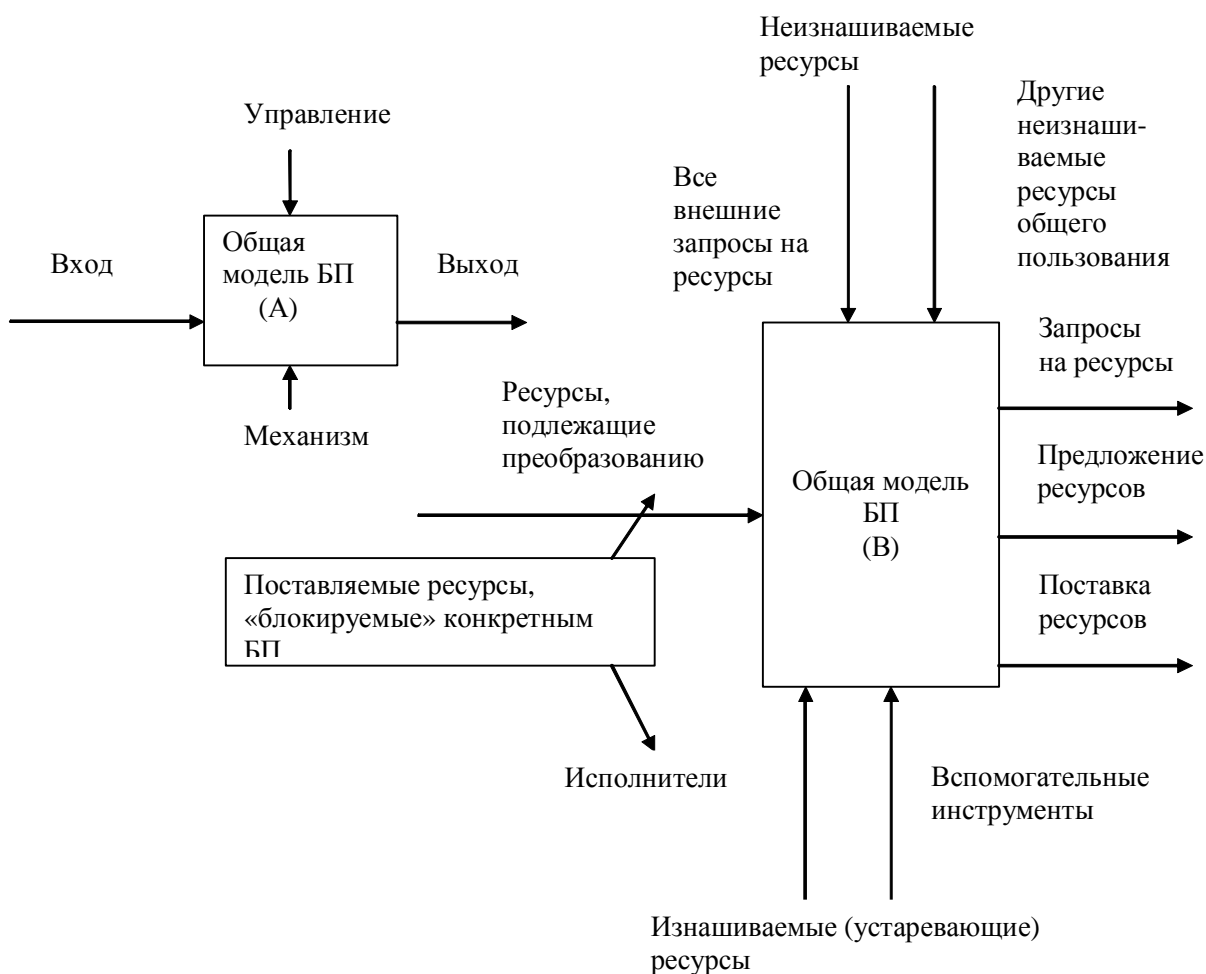 Неизнашиваемые
ресурсы
Управление
Другие
неизнаши-
ваемые
ресурсы
общего
пользования
Все
внешние
запросы на
ресурсы
Вход
Общая
модель БП
(А)
Выход
Механизм
Запросы
на ресурсы
Ресурсы,
подлежащие
преобразованию
Предложение
ресурсов
Общая модель
БП
(В)
Поставляемые ресурсы,
«блокируемые» конкретным
БП
Поставка
ресурсов
Исполнители
Вспомогательные
инструменты
Изнашиваемые (устаревающие)
ресурсы